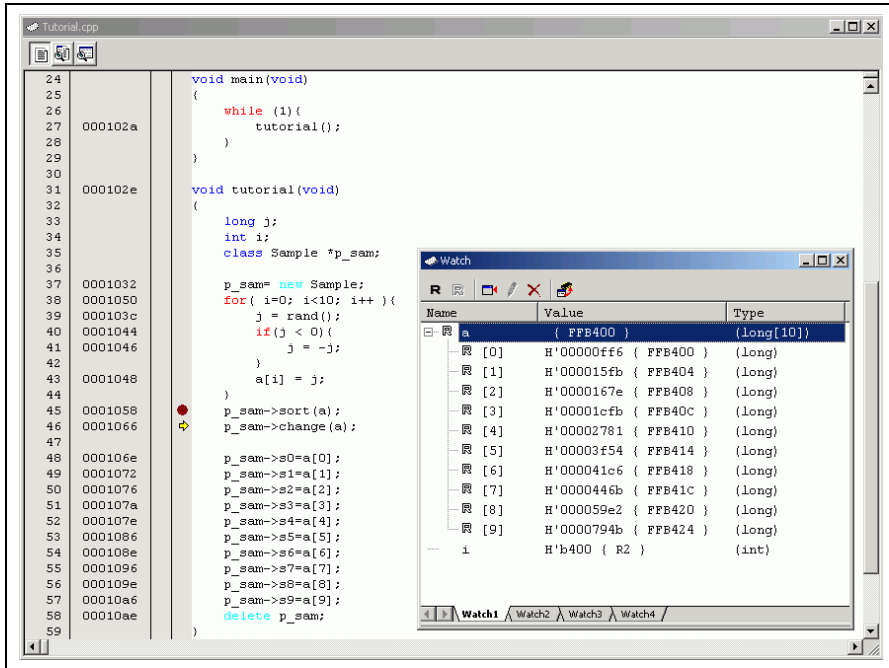 Tutorial.cpp
24 void main(void)
25 {
26 while (1){
27 000102a tutorial();
28 }
29 }
30
31 000102e void tutorial(void)
32 {
33 long j;
34 int i;
35 class Sample *p_sam;
36
37 0001032 p_sam= new Sample;
38 0001050 for( i=0; i<10; i++ ){
39 000103c j = rand();
40 0001044 if(j < 0){
41 0001046 j = -j;
42 }
43 0001048 a[i] = j;
44 }
45 0001058 p_sam->sort(a);
46 0001066 p_sam->change(a);
47
48 000106e p_sam->s0=a[0];
49 0001072 p_sam->s1=a[1];
50 0001076 p_sam->s2=a[2];
51 000107a p_sam->s3=a[3];
52 000107e p_sam->s4=a[4];
53 0001086 p_sam->s5=a[5];
54 000108e p_sam->s6=a[6];
55 0001096 p_sam->s7=a[7];
56 000109e p_sam->s8=a[8];
57 00010a6 p_sam->s9=a[9];
58 00010ae delete p_sam;
59 }
Watch
R R
Name Value Type
R a { FFB400 } (long[10])
R [0] H'00000ff6 { FFB400 } (long)
R [1] H'000015fb { FFB404 } (long)
R [2] H'0000167e { FFB408 } (long)
R [3] H'00001cfb { FFB40C } (long)
R [4] H'00002781 { FFB410 } (long)
R [5] H'00003f54 { FFB414 } (long)
R [6] H'000041c6 { FFB418 } (long)
R [7] H'0000446b { FFB41C } (long)
R [8] H'000059e2 { FFB420 } (long)
R [9] H'0000794b { FFB424 } (long)
i H'b400 { R2 } (int)
Watch1 Watch2 Watch3 Watch4